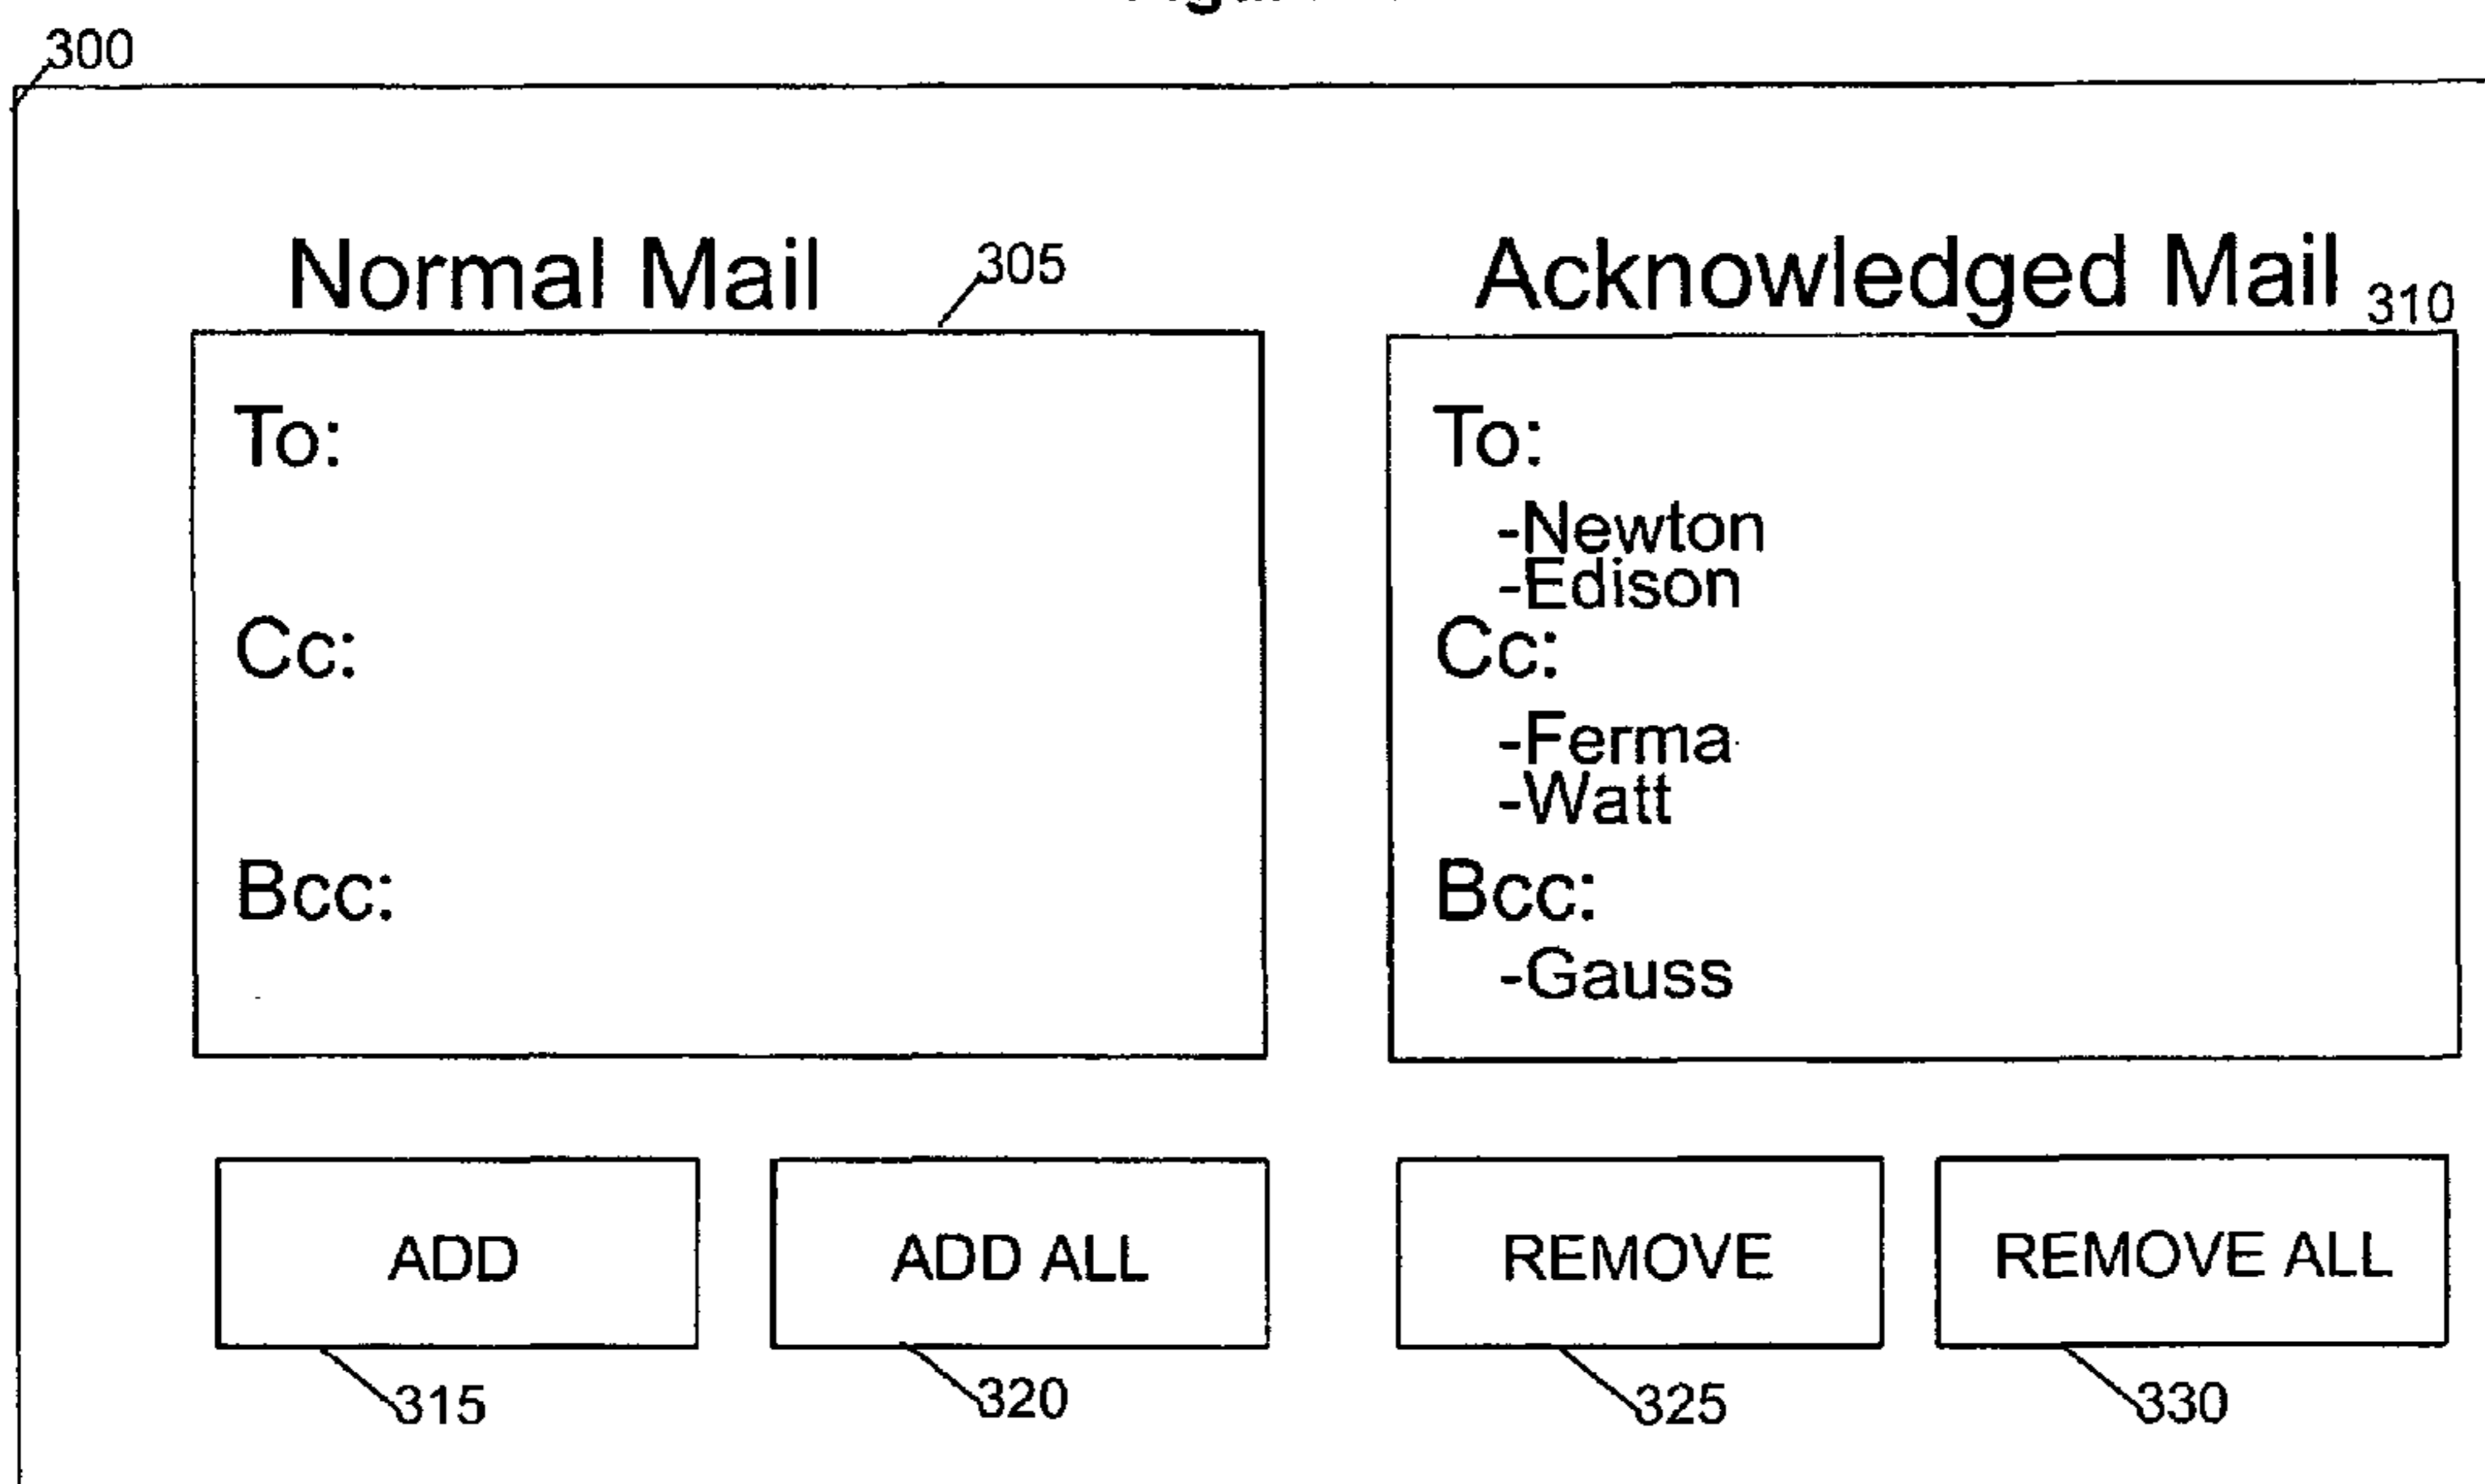 300
Normal Mail
305
Acknowledged Mail
310
To:
Cc:
Bcc:
To:
-Newton
-Edison
Cc:
-Ferma
-Watt
Bcc:
-Gauss
ADD
ADD ALL
REMOVE
REMOVE ALL
315
320
325
330